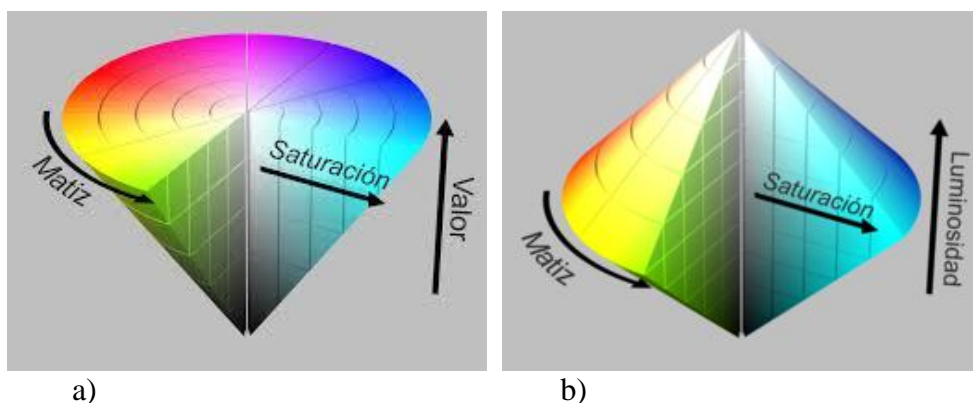 Matiz
Saturación
Valor
Matiz
Saturación
Luminosidad
a)
b)